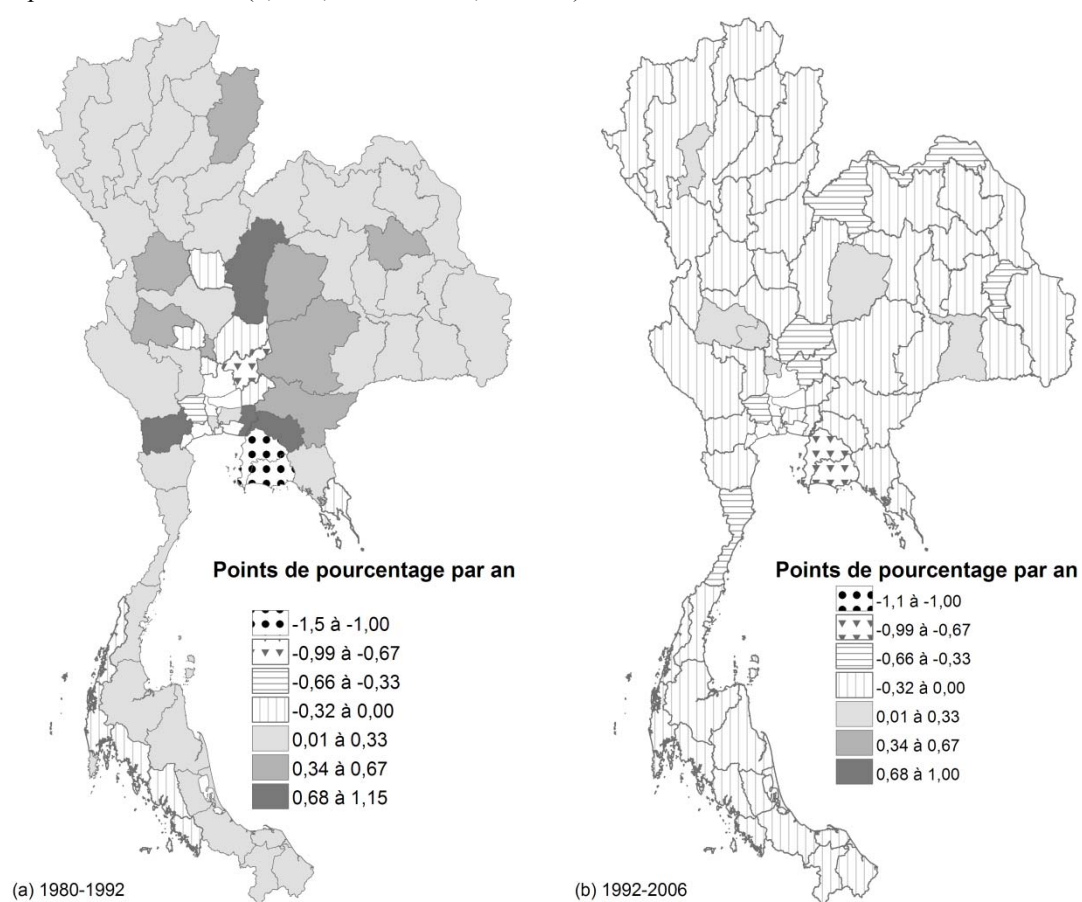 Points de pourcentage par an
-1,5 à -1,00
-0,99 à -0,67
-0,66 à -0,33
-0,32 à 0,00
0,01 à 0,33
0,34 à 0,67
0,68 à 1,15
(a) 1980-1992
Points de pourcentage par an
-1,1 à -1,00
-0,99 à -0,67
-0,66 à -0,33
-0,32 à 0,00
0,01 à 0,33
0,34 à 0,67
0,68 à 1,00
(b) 1992-2006